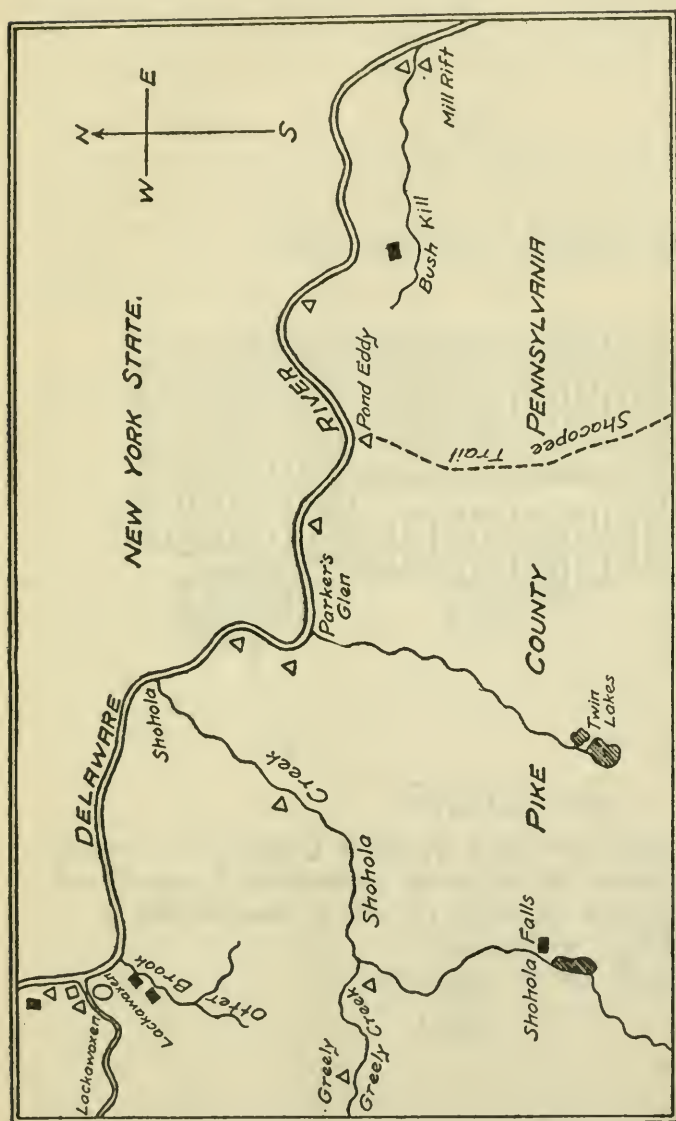 N
W E
S
NEW YORK STATE.
DELAWARE
RIVER
Lackawaxen
Lackawaxen
Otter Brook
Shohola
Shohola
Creek
Parker's
Glen
Pond Eddy
Bush Kill
Mill Rift
Greely
Greely Creek
Shacopee
Trail
Shohola Falls
Twin
Lakes
PIKE COUNTY PENNSYLVANIA